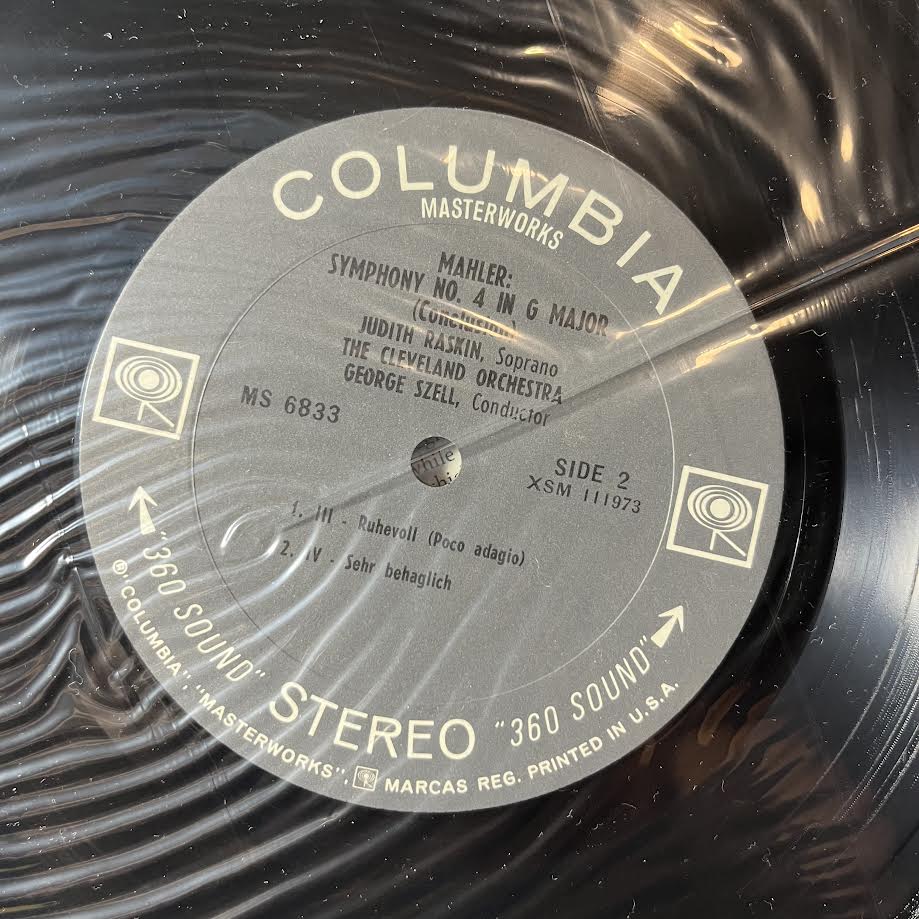 COLUMBIA
MASTERWORKS
MAHLER:
SYMPHONY NO. 4 IN G MAJOR
(Conclusion)
JUDITH RASKIN, Soprano
THE CLEVELAND ORCHESTRA
GEORGE SZELL, Conductor
MS 6833
while
SIDE 2
XSM 111973
1. III - Ruhevoll (Poco adagio)
2. IV - Sehr behaglich
"360 SOUND" STEREO "360 SOUND"
® "COLUMBIA", "MASTERWORKS", MARCAS REG. PRINTED IN U.S.A.